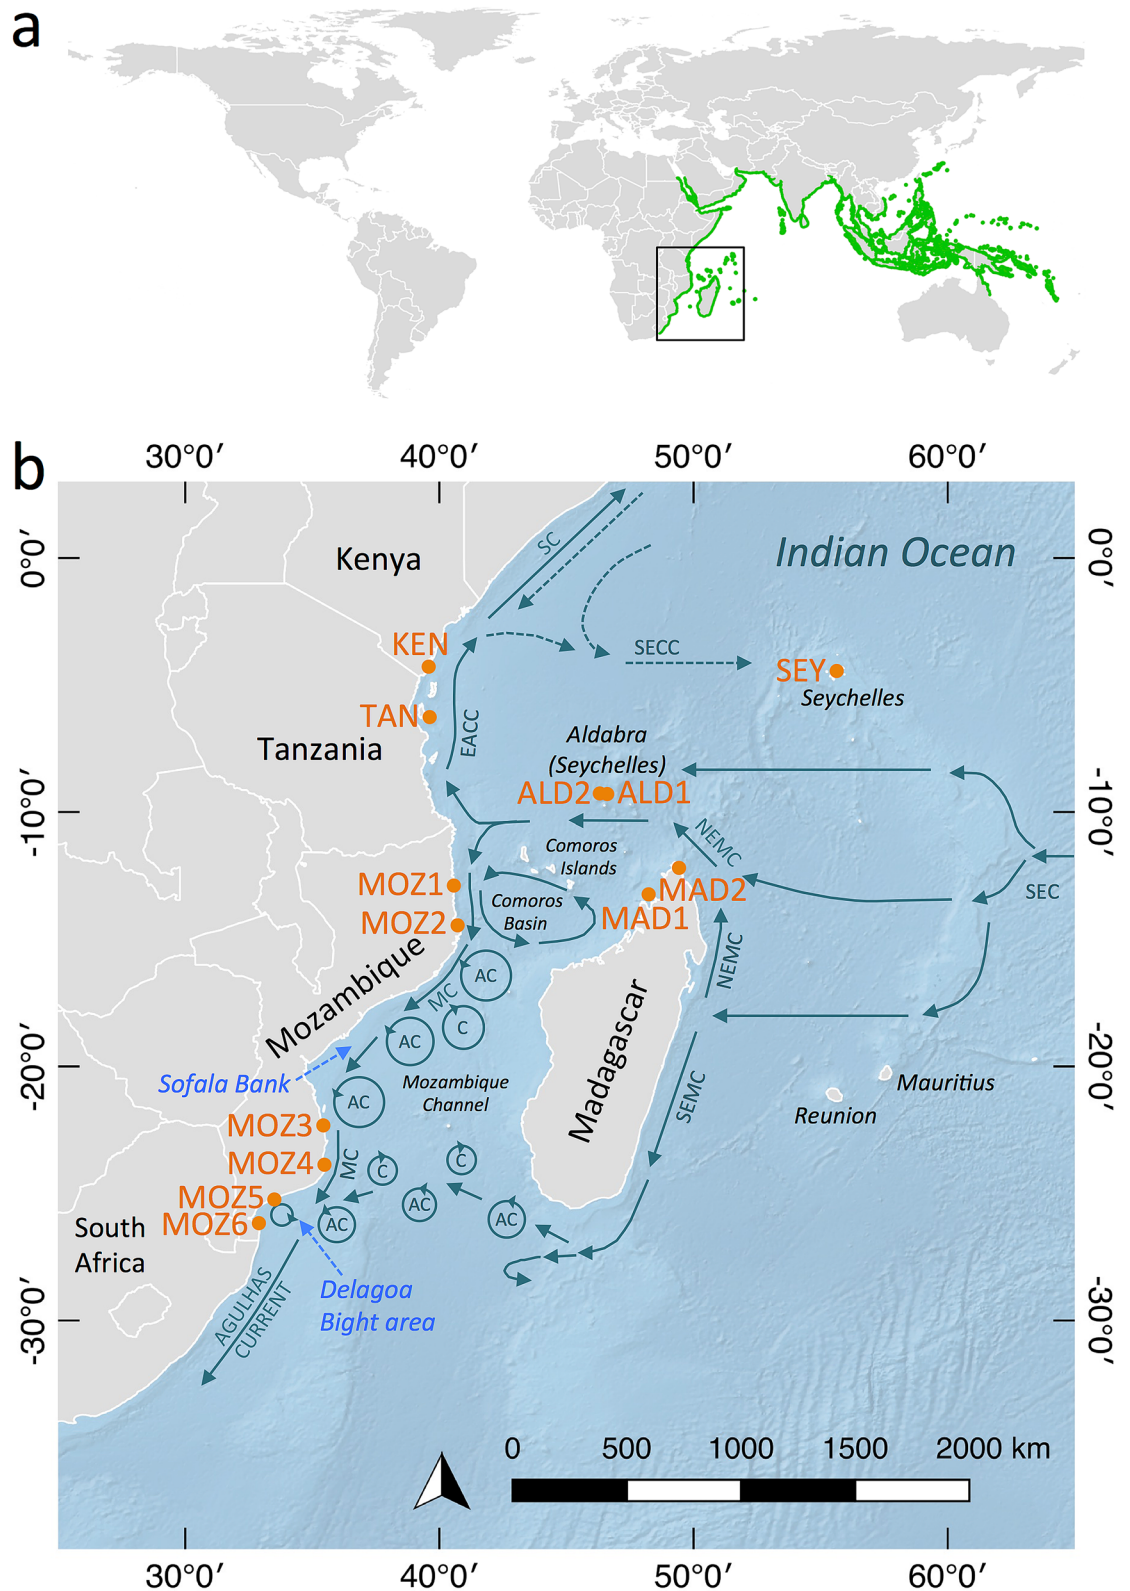 a
b
30°0′ 40°0′ 50°0′ 60°0′
0°0′
-10°0′
-20°0′
-30°0′
0°0′
-10°0′
-20°0′
-30°0′
Kenya
SC
Indian Ocean
KEN
SECC
SEY
Seychelles
TAN
EACC
Tanzania
Aldabra
(Seychelles)
ALD2 ALD1
NEMC
Comoros
Islands
SEC
MOZ1
MAD2
Comoros
Basin
MOZ2
MAD1
NEMC
Mozambique
AC
MC
C
AC
Madagascar
Sofala Bank
Mozambique
Channel
AC
SEMC
Mauritius
Reunion
MOZ3
MC
MOZ4
C
C
MOZ5
AC
MOZ6
AC
AC
South
Africa
Delagoa
Bight area
AGULHAS
CURRENT
0 500 1000 1500 2000 km
30°0′ 40°0′ 50°0′ 60°0′